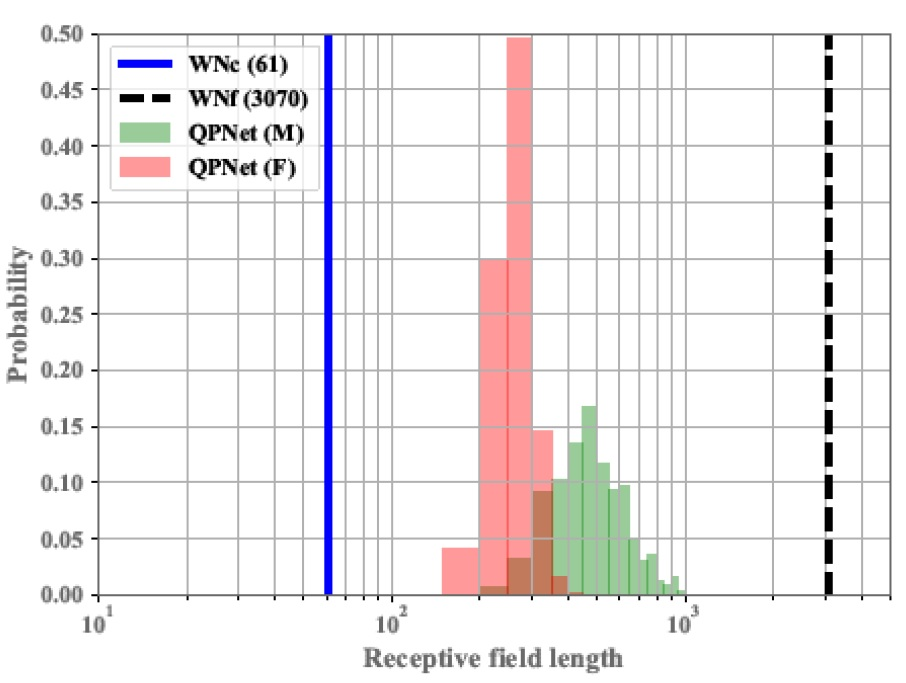 0.50
0.45
0.40
0.35
0.30
0.25
0.20
0.15
0.10
0.05
0.00
Probability
WNc (61)
WNf (3070)
QPNet (M)
QPNet (F)
10¹
10²
10³
Receptive field length